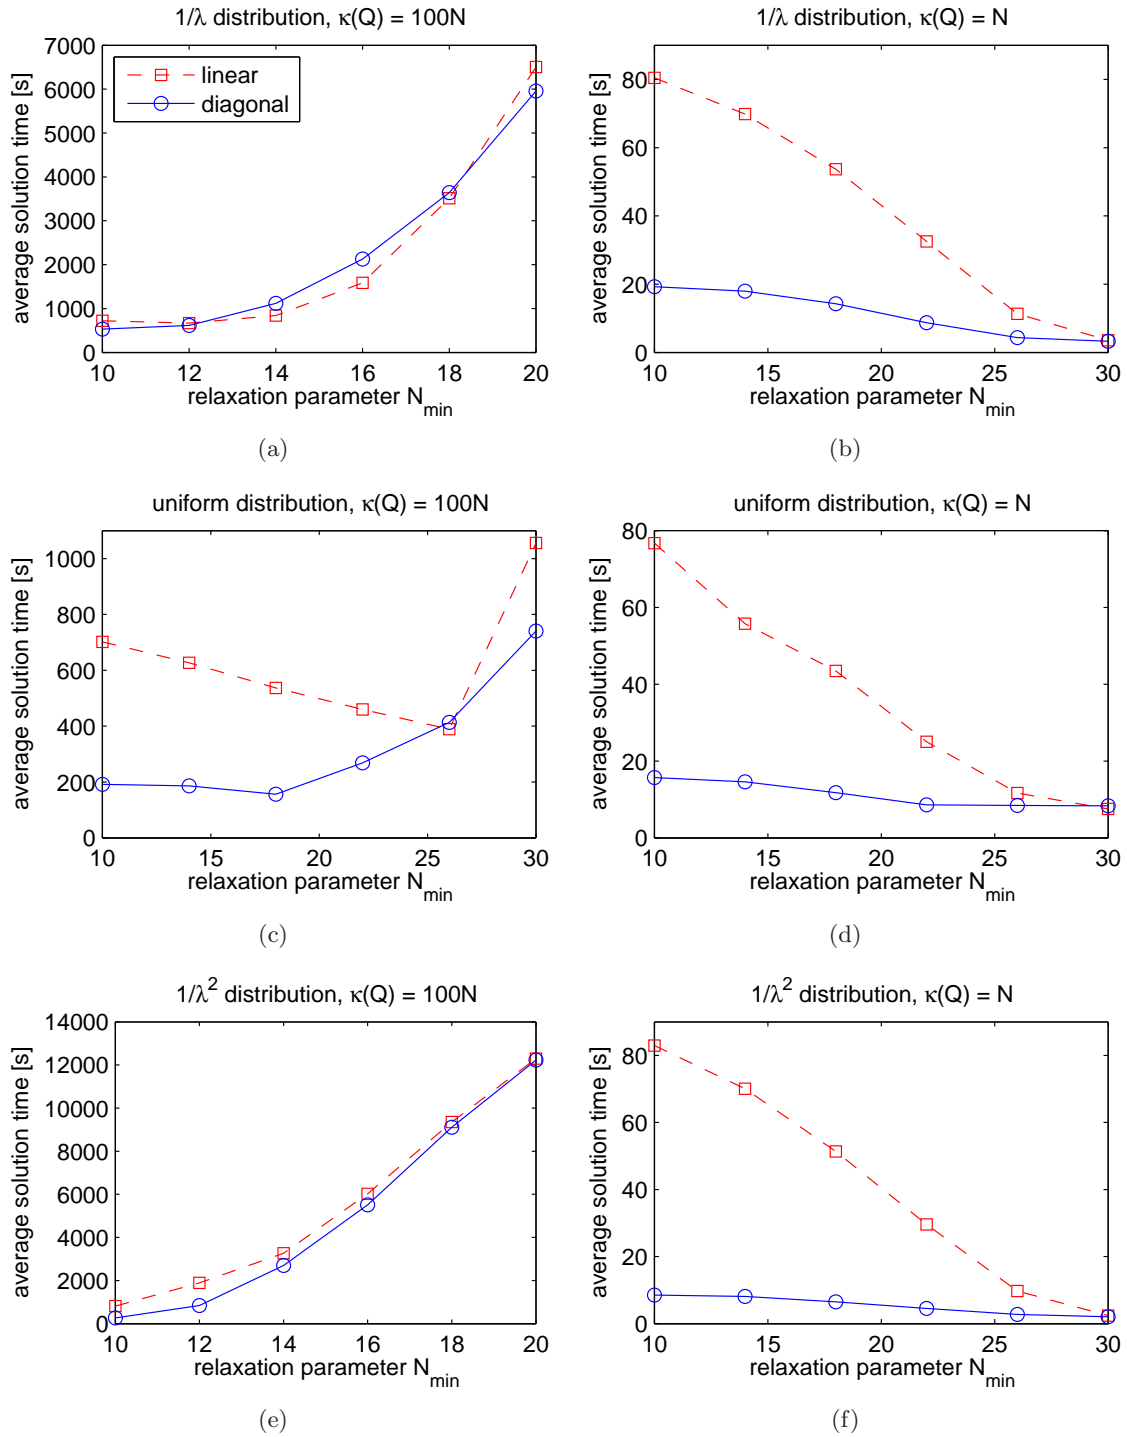 1/λ distribution, κ(Q) = 100N
average solution time [s]
7000
6000
5000
4000
3000
2000
1000
0
linear
diagonal
10 12 14 16 18 20
relaxation parameter N_min
(a)
1/λ distribution, κ(Q) = N
average solution time [s]
80
60
40
20
0
10 15 20 25 30
relaxation parameter N_min
(b)
uniform distribution, κ(Q) = 100N
average solution time [s]
1000
800
600
400
200
0
10 15 20 25 30
relaxation parameter N_min
(c)
uniform distribution, κ(Q) = N
average solution time [s]
80
60
40
20
0
10 15 20 25 30
relaxation parameter N_min
(d)
1/λ² distribution, κ(Q) = 100N
average solution time [s]
14000
12000
10000
8000
6000
4000
2000
0
10 12 14 16 18 20
relaxation parameter N_min
(e)
1/λ² distribution, κ(Q) = N
average solution time [s]
80
60
40
20
0
10 15 20 25 30
relaxation parameter N_min
(f)